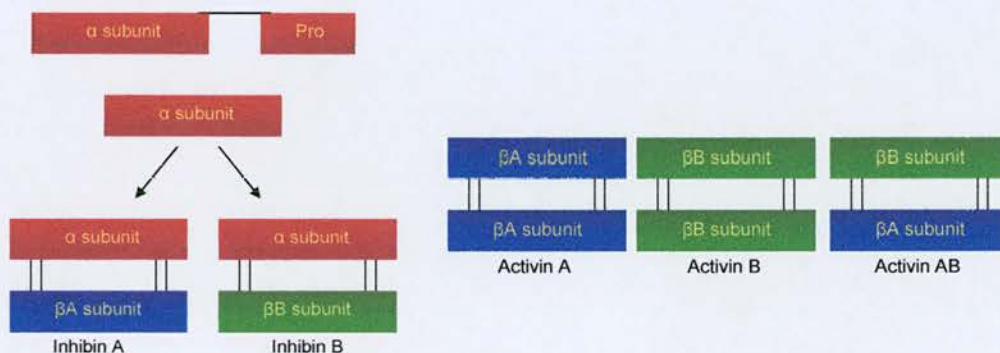 α subunit
Pro
α subunit
α subunit
α subunit
βA subunit
βB subunit
Inhibin A
Inhibin B
βA subunit
βB subunit
βB subunit
βA subunit
βB subunit
βA subunit
Activin A
Activin B
Activin AB